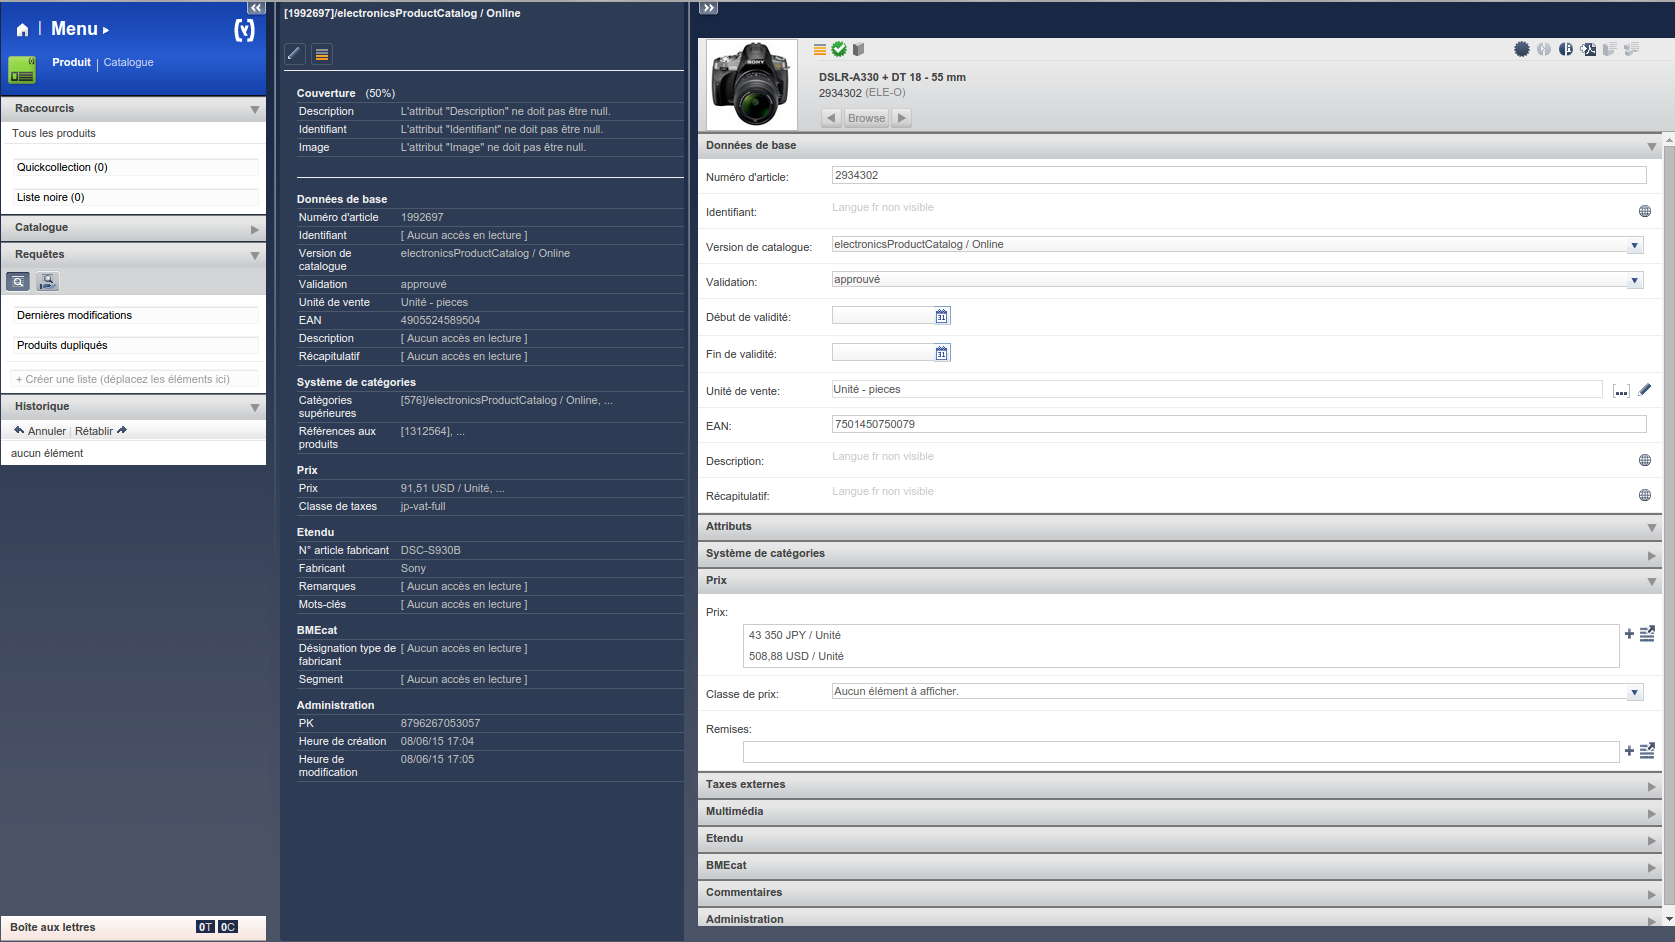 Menu
Produit | Catalogue
Raccourcis
Tous les produits
Quickcollection (0)
Liste noire (0)
Catalogue
Requêtes
Dernières modifications
Produits dupliqués
+ Créer une liste (déplacez les éléments ici)
Historique
Annuler | Rétablir
aucun élément
Boîte aux lettres 0T 0C
[1992697]/electronicsProductCatalog / Online
Couverture (50%)
Description L'attribut "Description" ne doit pas être null.
Identifiant L'attribut "Identifiant" ne doit pas être null.
Image L'attribut "Image" ne doit pas être null.
Données de base
Numéro d'article 1992697
Identifiant [ Aucun accès en lecture ]
Version de catalogue electronicsProductCatalog / Online
Validation approuvé
Unité de vente Unité - pieces
EAN 4905524589504
Description [ Aucun accès en lecture ]
Récapitulatif [ Aucun accès en lecture ]
Système de catégories
Catégories supérieures [576]/electronicsProductCatalog / Online, ...
Références aux produits [1312564], ...
Prix
Prix 91,51 USD / Unité, ...
Classe de taxes jp-vat-full
Etendu
N° article fabricant DSC-S930B
Fabricant Sony
Remarques [ Aucun accès en lecture ]
Mots-clés [ Aucun accès en lecture ]
BMEcat
Désignation type de fabricant [ Aucun accès en lecture ]
Segment [ Aucun accès en lecture ]
Administration
PK 8796267053057
Heure de création 08/06/15 17:04
Heure de modification 08/06/15 17:05
SONY
DSLR-A330 + DT 18 - 55 mm
2934302 (ELE-O)
Browse
Données de base
Numéro d'article: 2934302
Identifiant: Langue fr non visible
Version de catalogue: electronicsProductCatalog / Online
Validation: approuvé
Début de validité: 31
Fin de validité: 31
Unité de vente: Unité - pieces ...
EAN: 7501450750079
Description: Langue fr non visible
Récapitulatif: Langue fr non visible
Attributs
Système de catégories
Prix
Prix:
43 350 JPY / Unité
508,88 USD / Unité
Classe de prix: Aucun élément à afficher.
Remises:
Taxes externes
Multimédia
Etendu
BMEcat
Commentaires
Administration